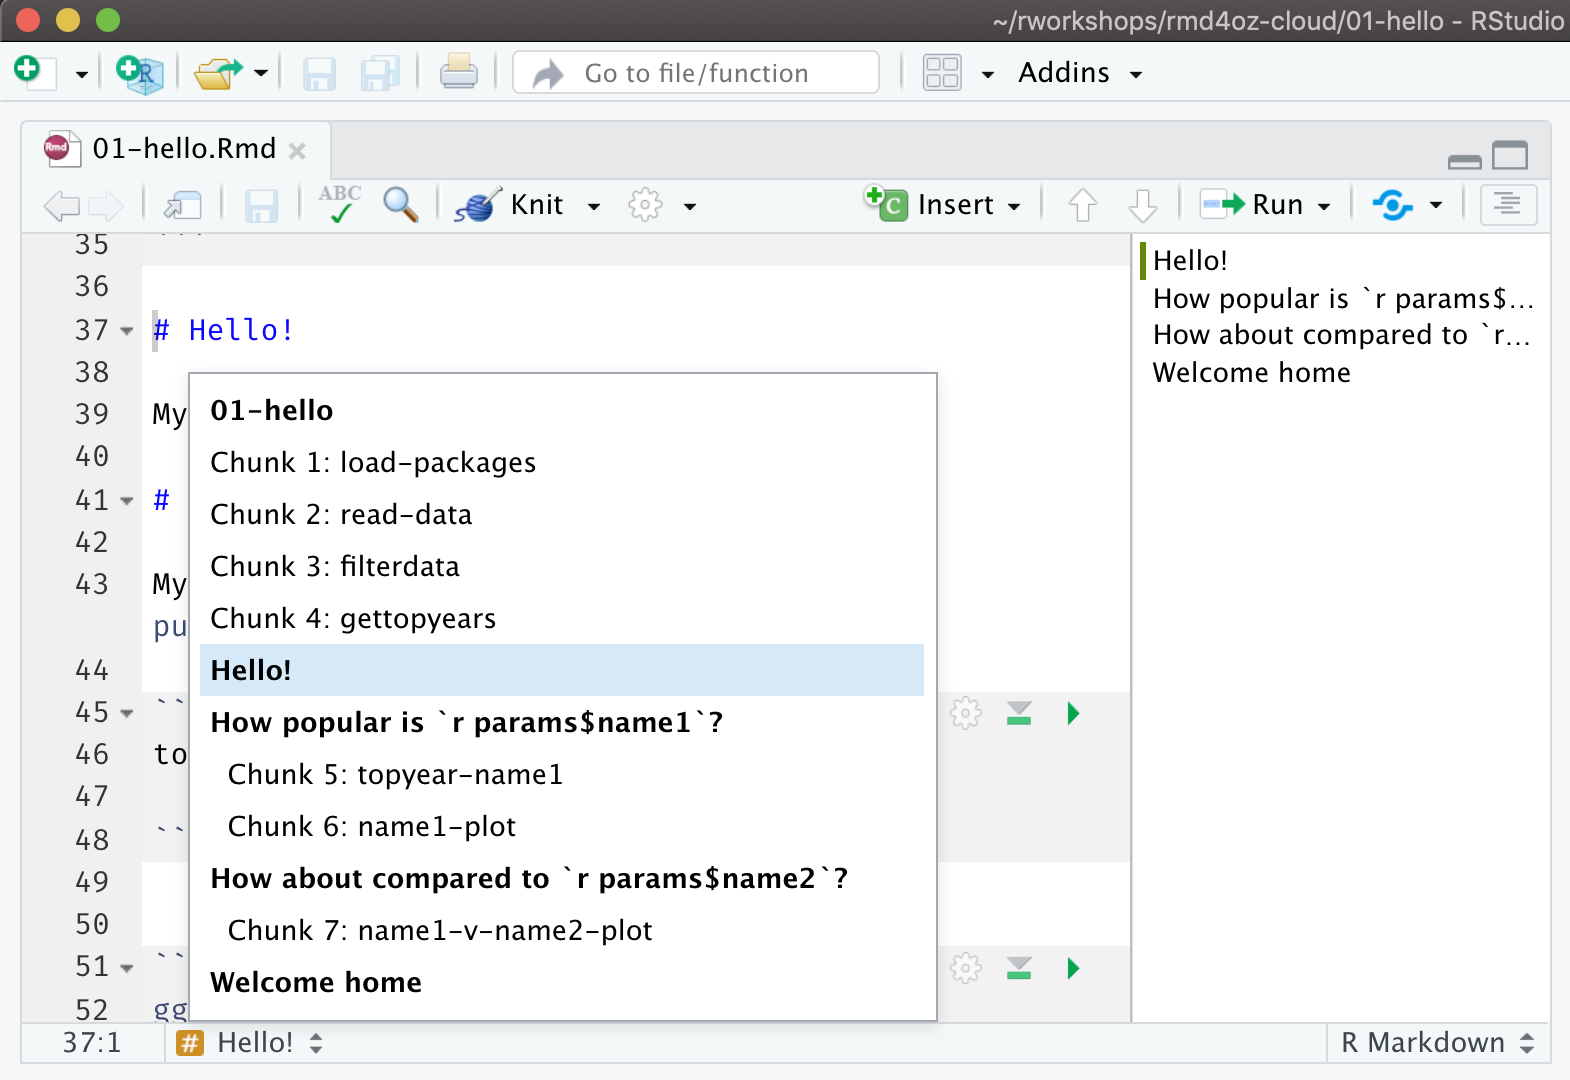 ~/rworkshops/rmd4oz-cloud/01-hello - RStudio
R
Go to file/function
Addins
Rmd 01-hello.Rmd
ABC
Knit
C Insert
Run
35 ```
36
37 # Hello!
38
39 My
40
41 #
42
43 My
pu
44
45 ``
46 to
47
48 ``
49
50
51 ``
52 gg
01-hello
Chunk 1: load-packages
Chunk 2: read-data
Chunk 3: filterdata
Chunk 4: gettopyears
Hello!
How popular is `r params$name1`?
Chunk 5: topyear-name1
Chunk 6: name1-plot
How about compared to `r params$name2`?
Chunk 7: name1-v-name2-plot
Welcome home
Hello!
How popular is `r params$...
How about compared to `r...
Welcome home
37:1
# Hello!
R Markdown